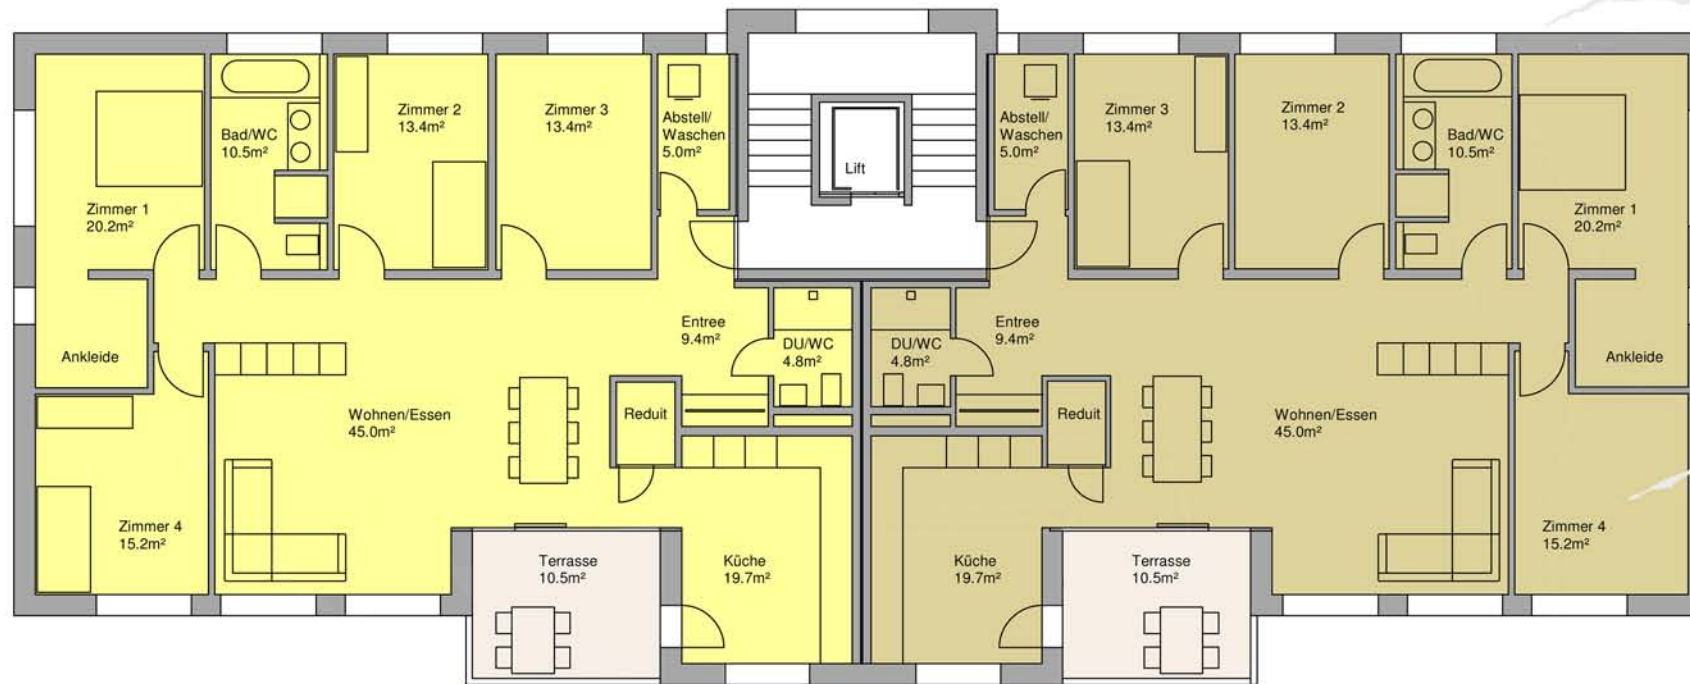 Zimmer 1
20.2m²
Bad/WC
10.5m²
Zimmer 2
13.4m²
Zimmer 3
13.4m²
Abstell/
Waschen
5.0m²
Lift
Abstell/
Waschen
5.0m²
Zimmer 3
13.4m²
Zimmer 2
13.4m²
Bad/WC
10.5m²
Zimmer 1
20.2m²
Ankleide
Entree
9.4m²
DU/WC
4.8m²
DU/WC
4.8m²
Entree
9.4m²
Ankleide
Wohnen/Essen
45.0m²
Reduit
Reduit
Wohnen/Essen
45.0m²
Zimmer 4
15.2m²
Terrasse
10.5m²
Küche
19.7m²
Küche
19.7m²
Terrasse
10.5m²
Zimmer 4
15.2m²